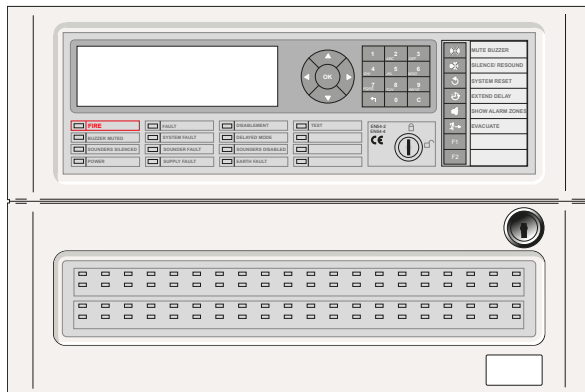 1 2 3
4 5 6
7 8 9
0 C
OK
MUTE BUZZER
SILENCE/ RESOUND
SYSTEM RESET
EXTEND DELAY
SHOW ALARM ZONES
EVACUATE
F1
F2
FIRE FAULT DISABLEMENT TEST
BUZZER MUTED SYSTEM FAULT DELAYED MODE
SOUNDERS SILENCED SOUNDER FAULT SOUNDERS DISABLED
POWER SUPPLY FAULT EARTH FAULT
EN54-2
EN54-4
CE